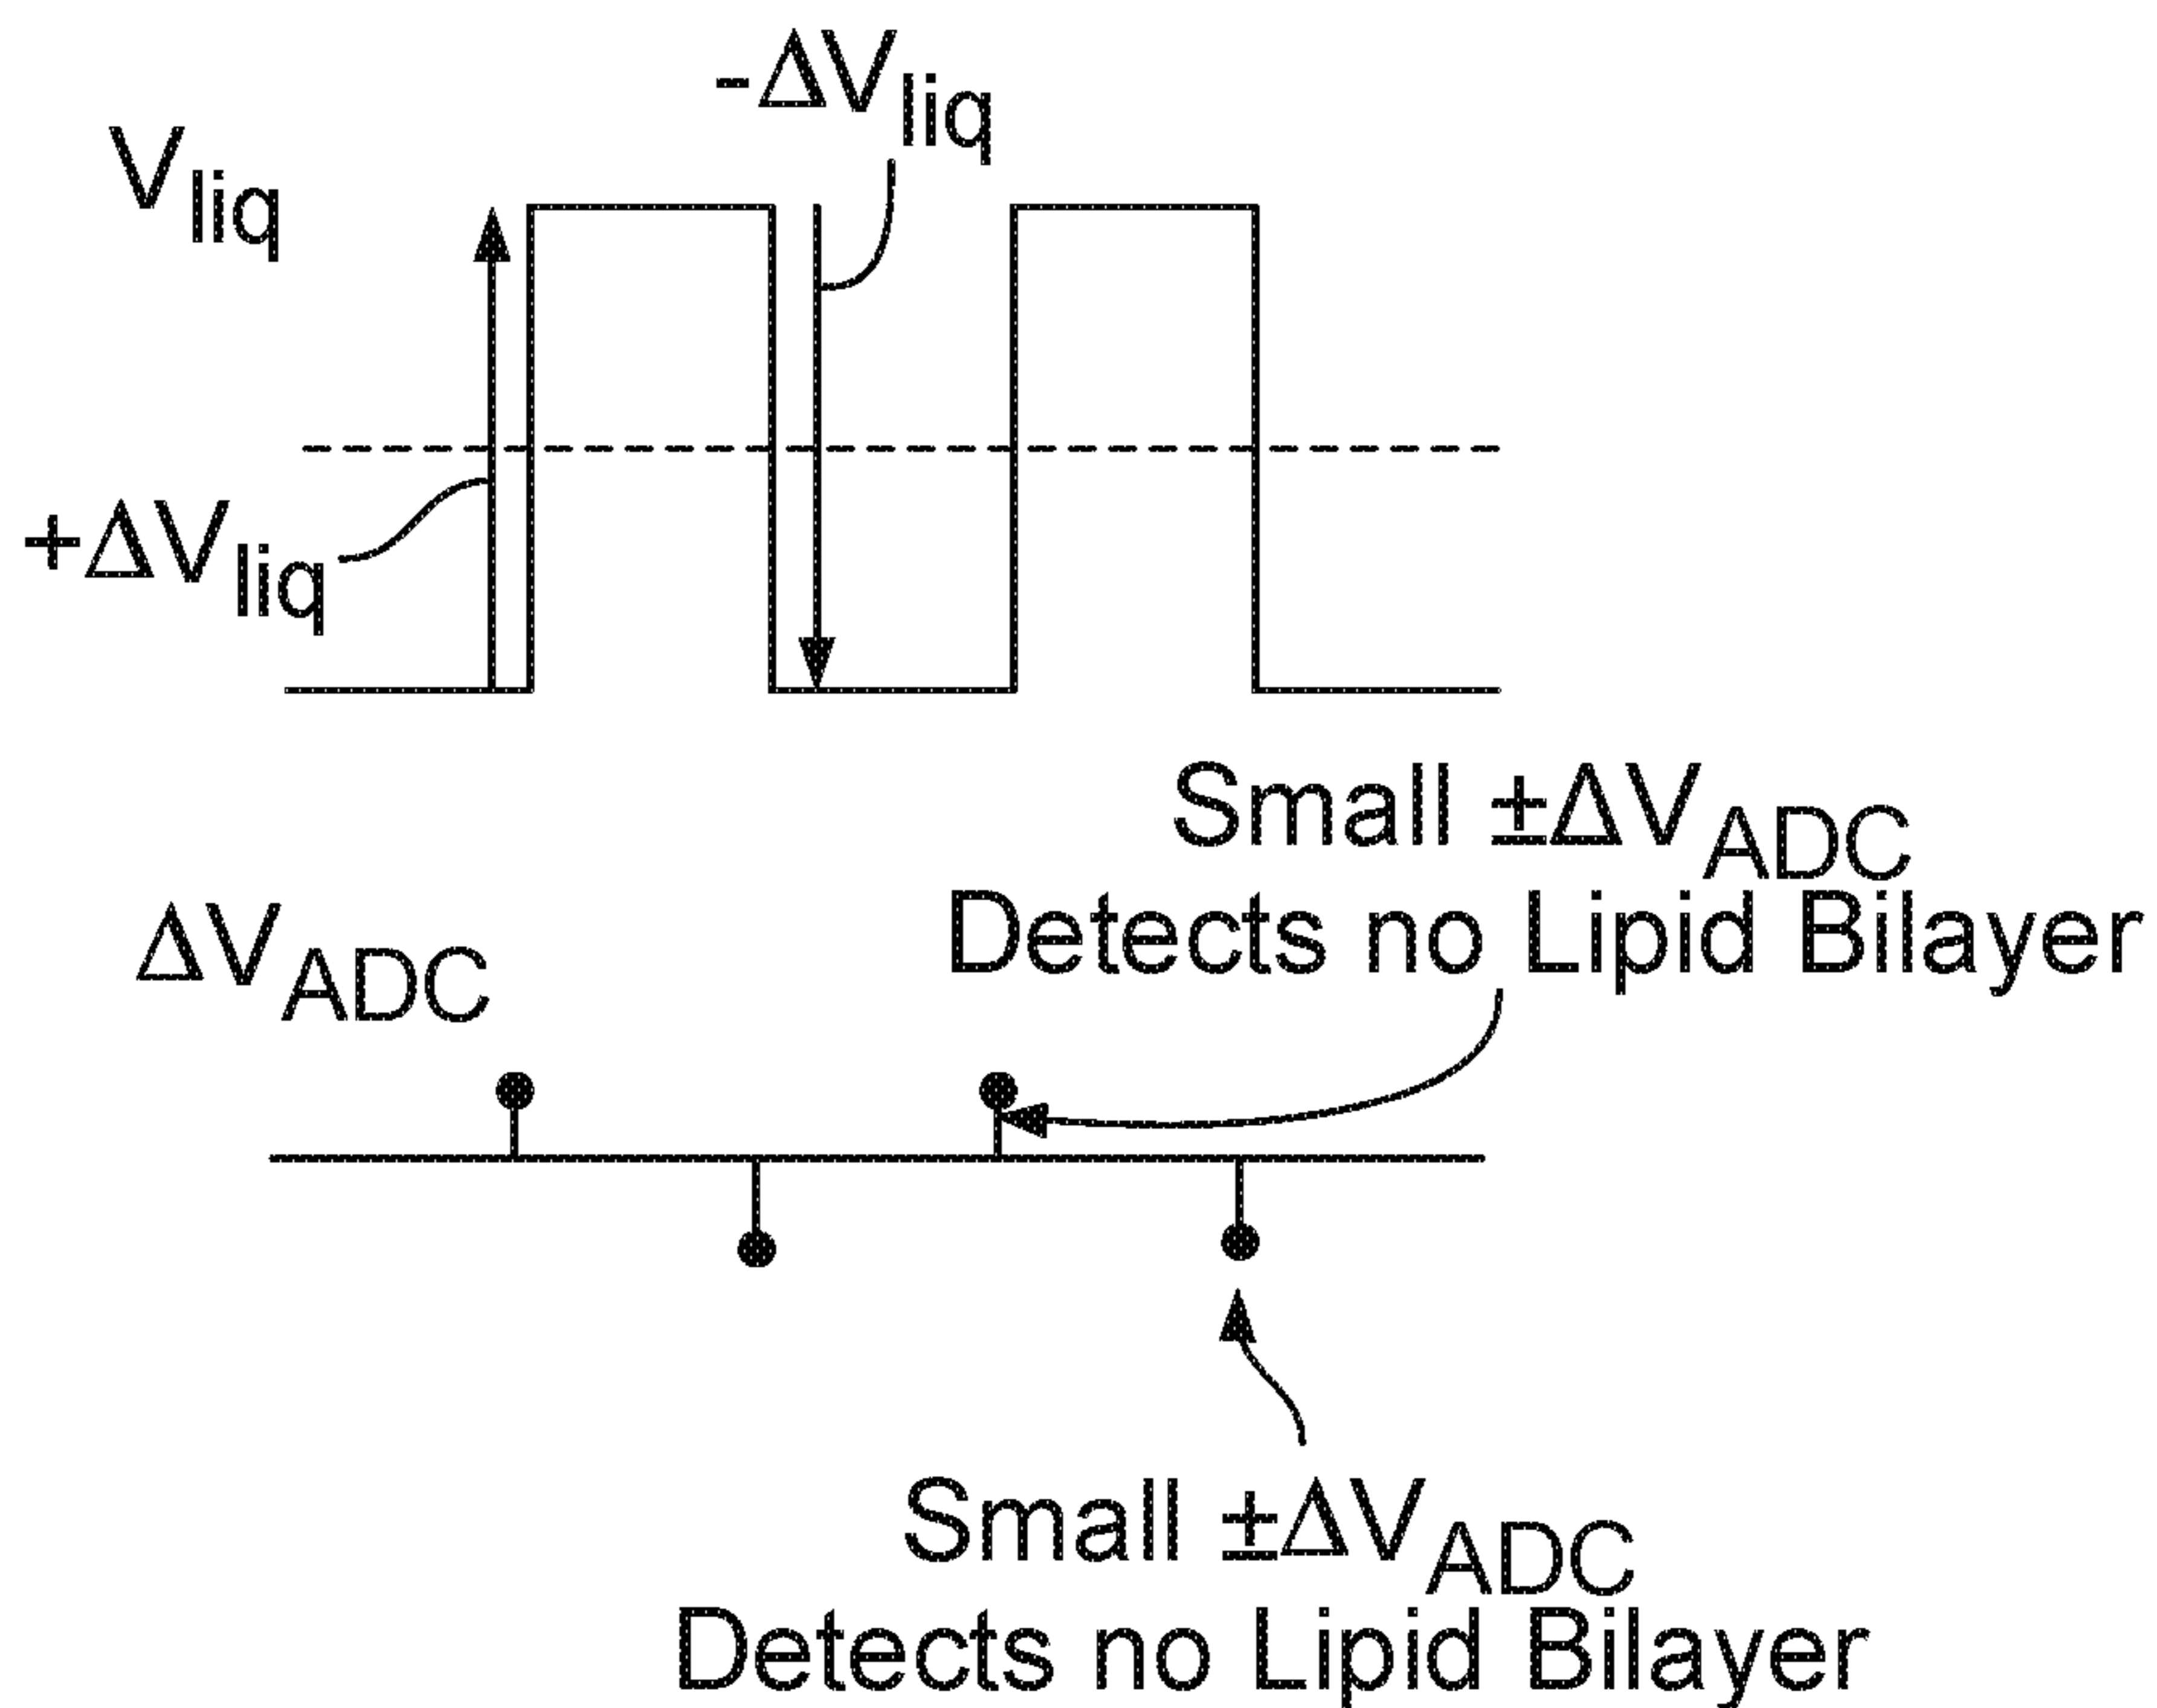 -ΔVliq
Vliq
+ΔVliq
Small ±ΔVADC
Detects no Lipid Bilayer
ΔVADC
Small ±ΔVADC
Detects no Lipid Bilayer